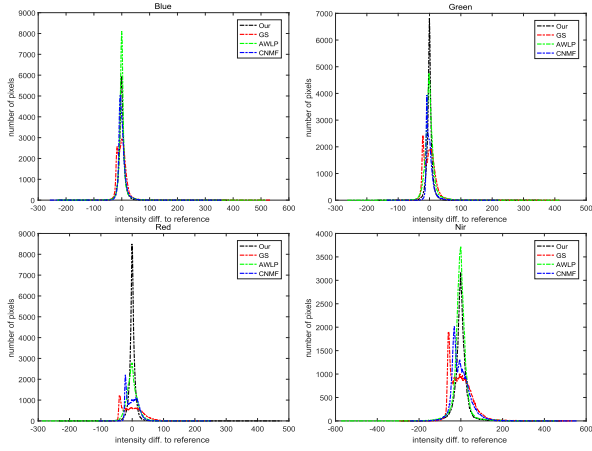 Blue
9000
8000
7000
6000
5000
4000
3000
2000
1000
0
number of pixels
Our
GS
AWLP
CNMF
-300 -200 -100 0 100 200 300 400 500 600
intensity diff. to reference
Green
7000
6000
5000
4000
3000
2000
1000
0
number of pixels
Our
GS
AWLP
CNMF
-300 -200 -100 0 100 200 300 400 500
intensity diff. to reference
Red
9000
8000
7000
6000
5000
4000
3000
2000
1000
0
number of pixels
Our
GS
AWLP
CNMF
-300 -200 -100 0 100 200 300 400 500
intensity diff. to reference
Nir
4000
3500
3000
2500
2000
1500
1000
500
0
number of pixels
Our
GS
AWLP
CNMF
-600 -400 -200 0 200 400 600
intensity diff. to reference